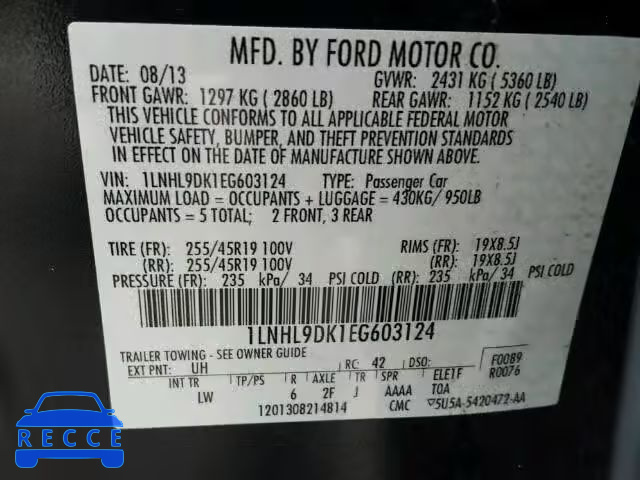 MFD. BY FORD MOTOR CO.
DATE: 08/13 GVWR: 2431 KG ( 5360 LB)
FRONT GAWR: 1297 KG ( 2860 LB) REAR GAWR: 1152 KG ( 2540 LB)
THIS VEHICLE CONFORMS TO ALL APPLICABLE FEDERAL MOTOR
VEHICLE SAFETY, BUMPER, AND THEFT PREVENTION STANDARDS
IN EFFECT ON THE DATE OF MANUFACTURE SHOWN ABOVE.
VIN: 1LNHL9DK1EG603124 TYPE: Passenger Car
MAXIMUM LOAD = OCCUPANTS + LUGGAGE = 430KG/ 950LB
OCCUPANTS = 5 TOTAL; 2 FRONT, 3 REAR
TIRE (FR): 255/45R19 100V RIMS (FR): 19X8.5J
(RR): 255/45R19 100V (RR): 19X8.5J
PRESSURE (FR): 235 kPa/ 34 PSI COLD (RR): 235 kPa/ 34 PSI COLD
1LNHL9DK1EG603124
TRAILER TOWING - SEE OWNER GUIDE
EXT PNT: UH RC: 42 DSO: F0089
R0076
INT TR TP/PS R AXLE TR SPR ELE1F
LW 6 2F J AAAA TOA
1201308214814 CMC ▽5U5A-5420472-AA
RECCE